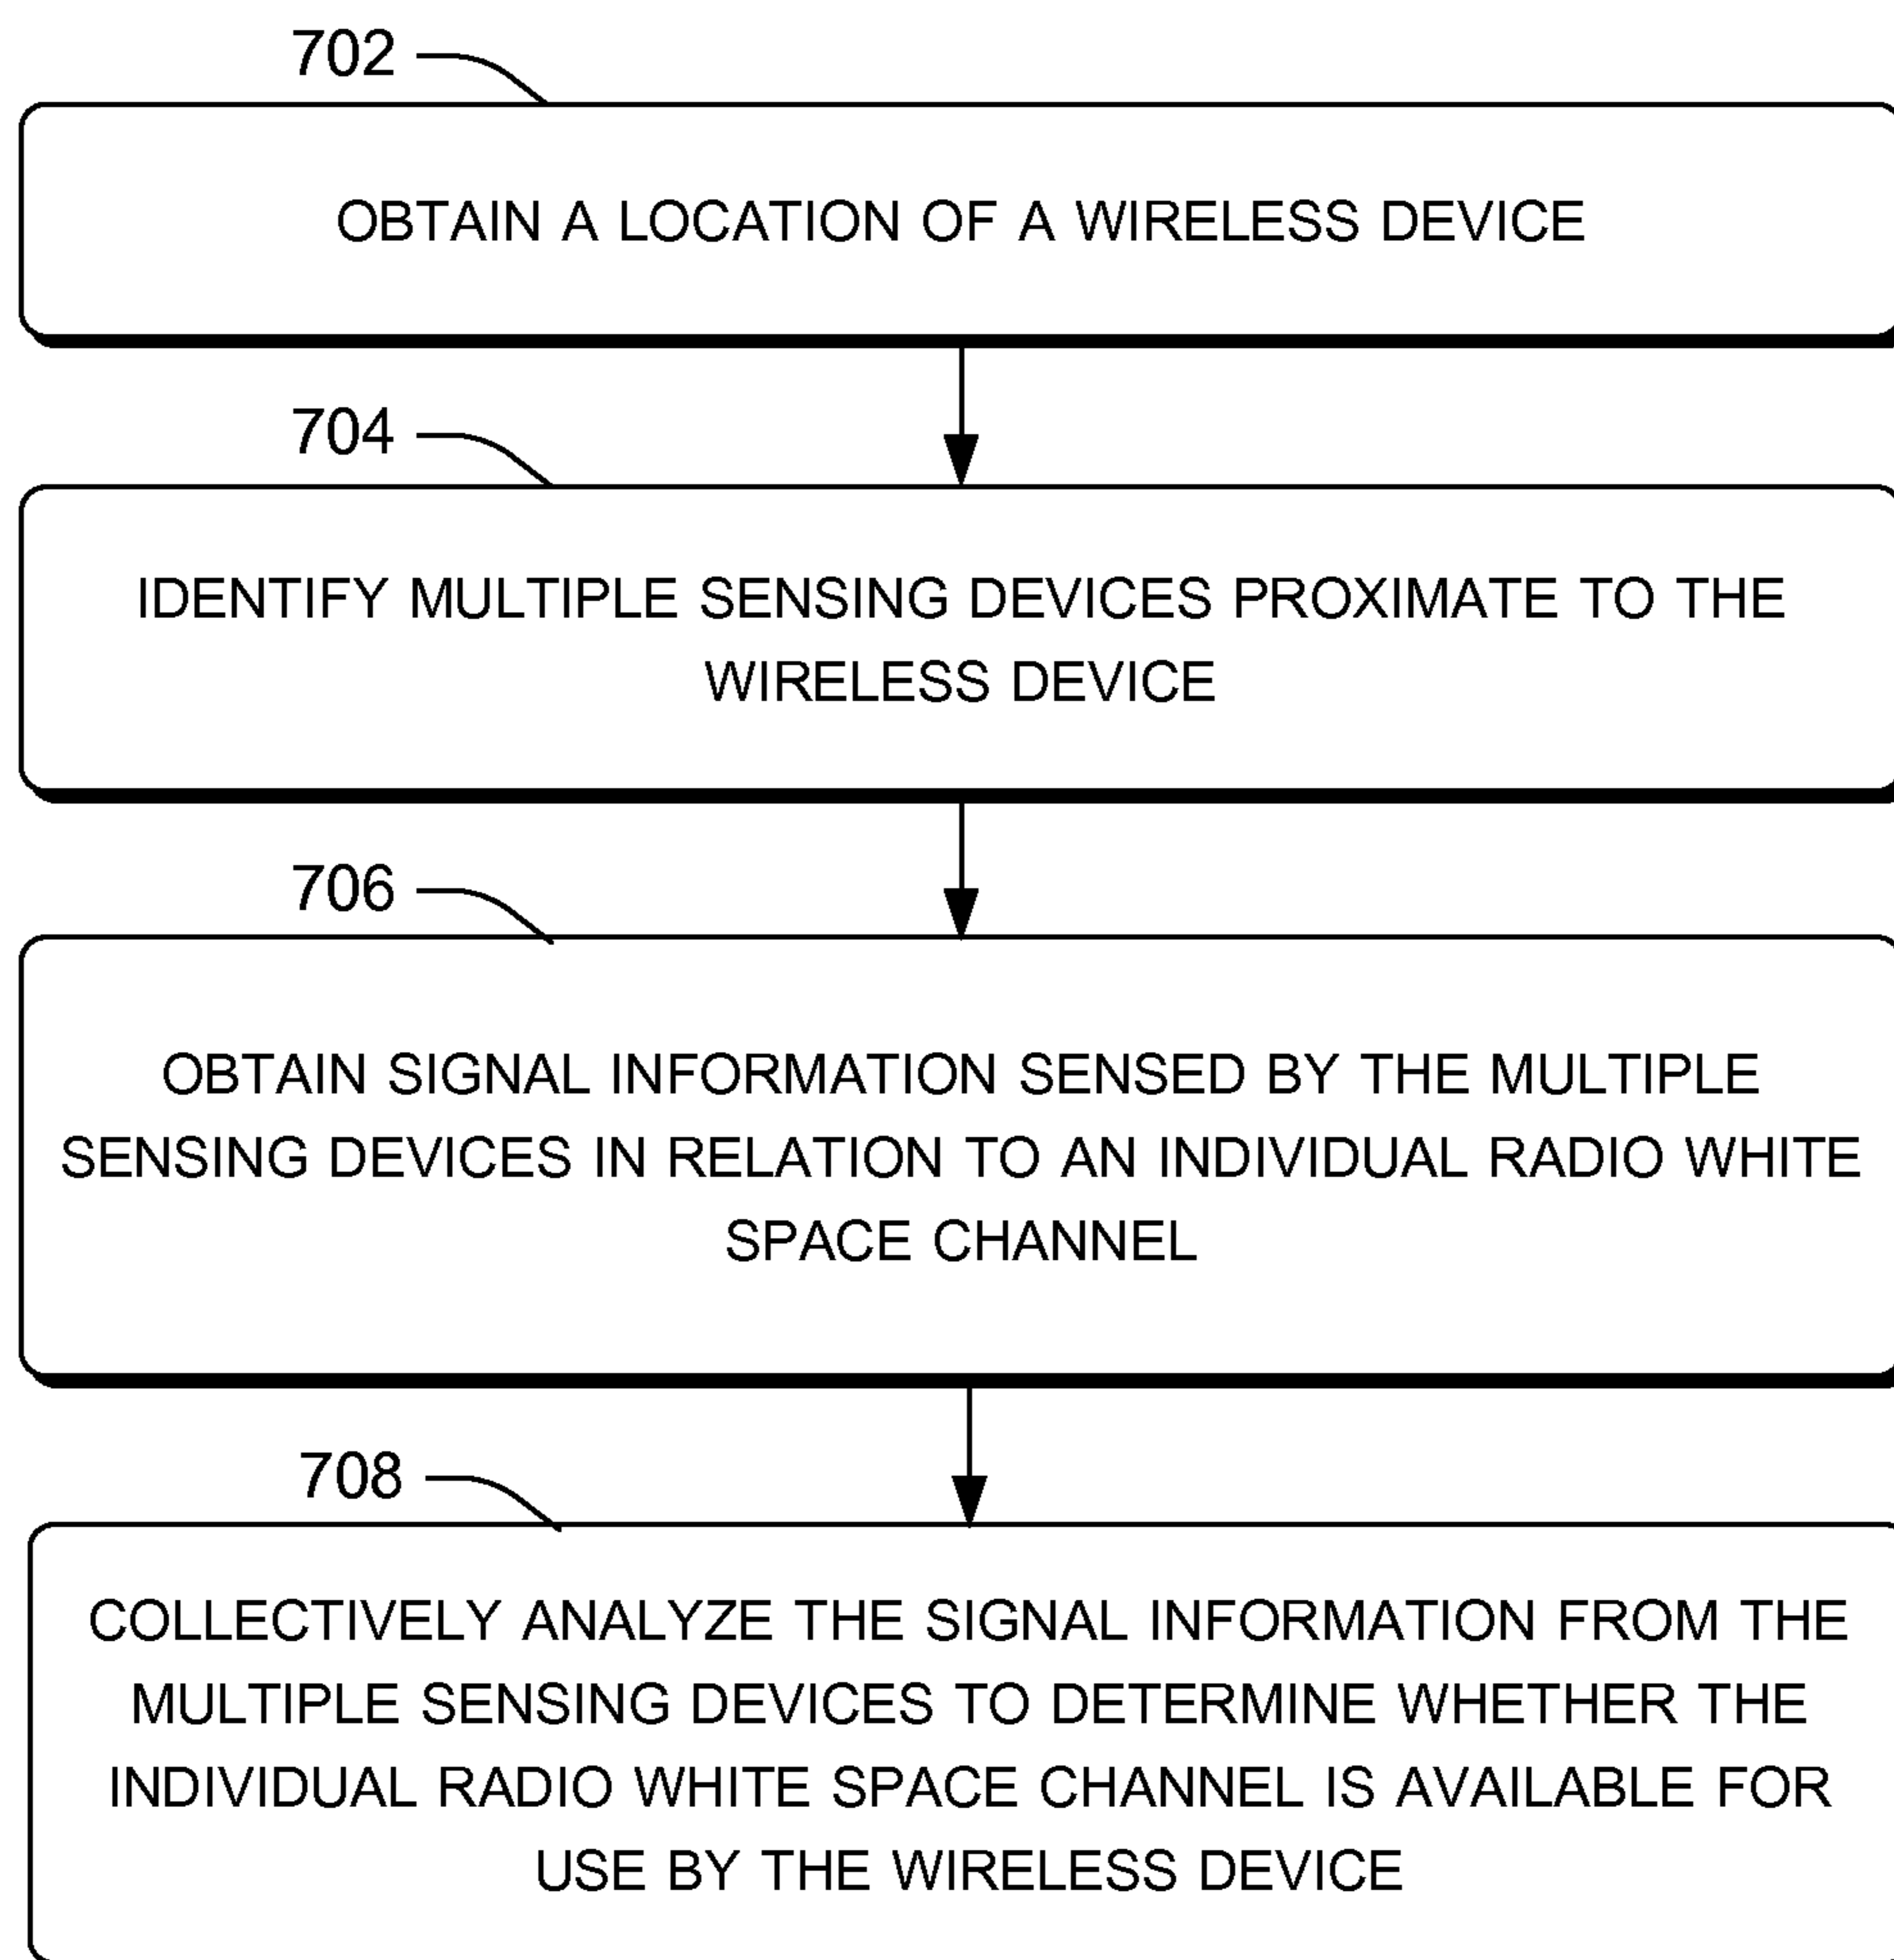 702
OBTAIN A LOCATION OF A WIRELESS DEVICE
704
IDENTIFY MULTIPLE SENSING DEVICES PROXIMATE TO THE
WIRELESS DEVICE
706
OBTAIN SIGNAL INFORMATION SENSED BY THE MULTIPLE
SENSING DEVICES IN RELATION TO AN INDIVIDUAL RADIO WHITE
SPACE CHANNEL
708
COLLECTIVELY ANALYZE THE SIGNAL INFORMATION FROM THE
MULTIPLE SENSING DEVICES TO DETERMINE WHETHER THE
INDIVIDUAL RADIO WHITE SPACE CHANNEL IS AVAILABLE FOR
USE BY THE WIRELESS DEVICE